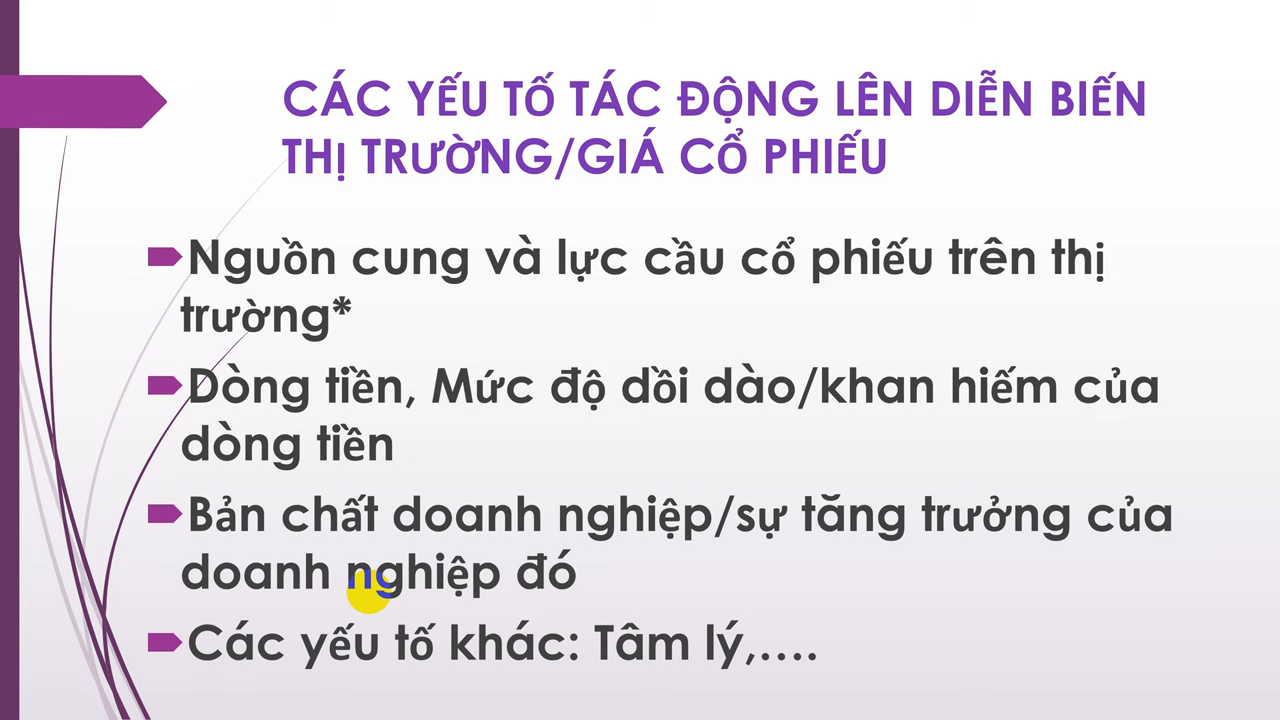 CÁC YẾU TỐ TÁC ĐỘNG LÊN DIỄN BIẾN
THỊ TRƯỜNG/GIÁ CỔ PHIẾU
Nguồn cung và lực cầu cổ phiếu trên thị
trường*
Dòng tiền, Mức độ dồi dào/khan hiếm của
dòng tiền
Bản chất doanh nghiệp/sự tăng trưởng của
doanh nghiệp đó
Các yếu tố khác: Tâm lý,....